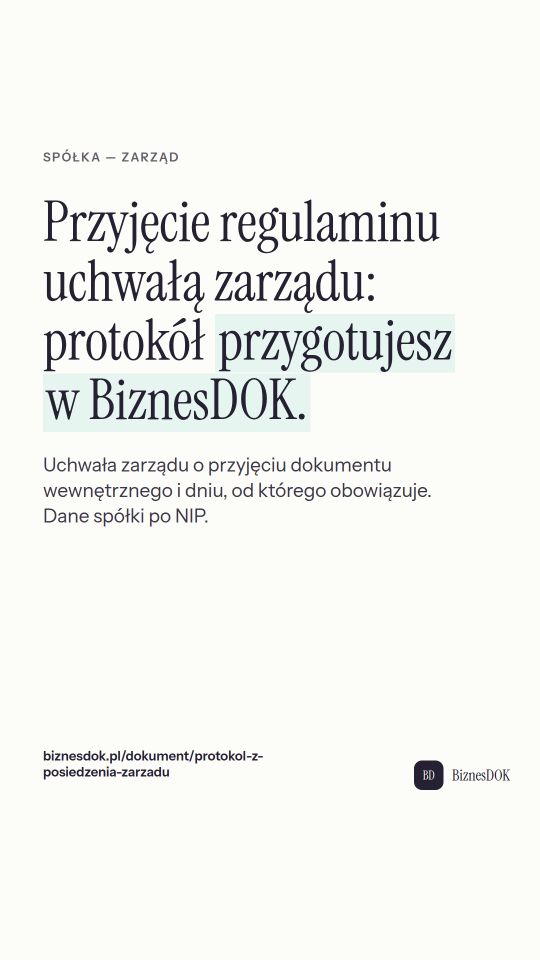 SPÓŁKA — ZARZĄD
Przyjęcie regulaminu
uchwałą zarządu:
protokół przygotujesz
w BiznesDOK.
Uchwała zarządu o przyjęciu dokumentu
wewnętrznego i dniu, od którego obowiązuje.
Dane spółki po NIP.
biznesdok.pl/dokument/protokol-z-
posiedzenia-zarzadu
BD BiznesDOK